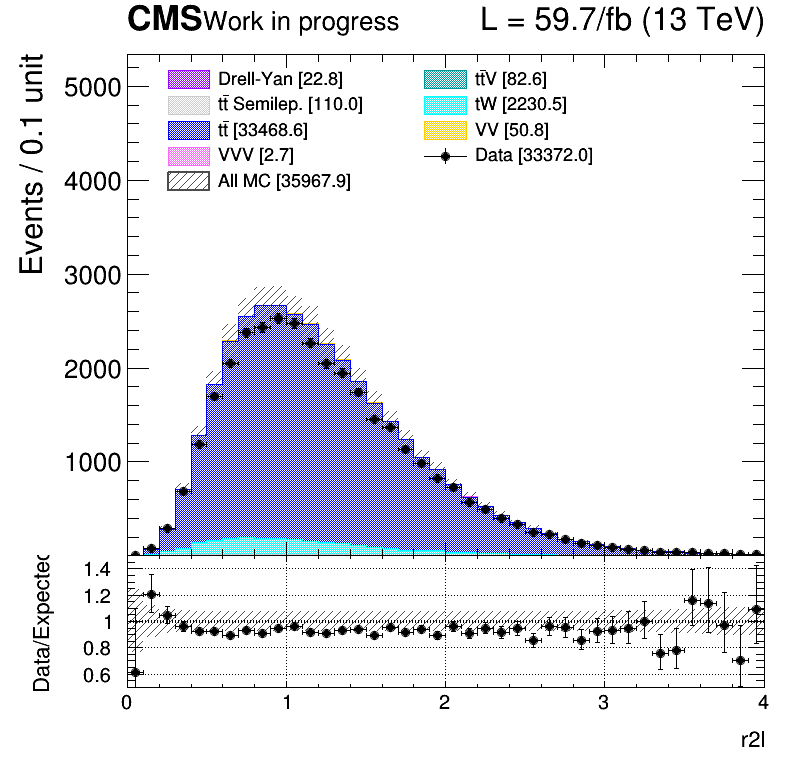 CMS Work in progress L = 59.7/fb (13 TeV)
Events / 0.1 unit
Drell-Yan [22.8]
tt̄ Semilep. [110.0]
tt̄ [33468.6]
VVV [2.7]
All MC [35967.9]
tt̄V [82.6]
tW [2230.5]
VV [50.8]
Data [33372.0]
5000
4000
3000
2000
1000
Data/Expected
1.4
1.2
1
0.8
0.6
0 1 2 3 4
r2l